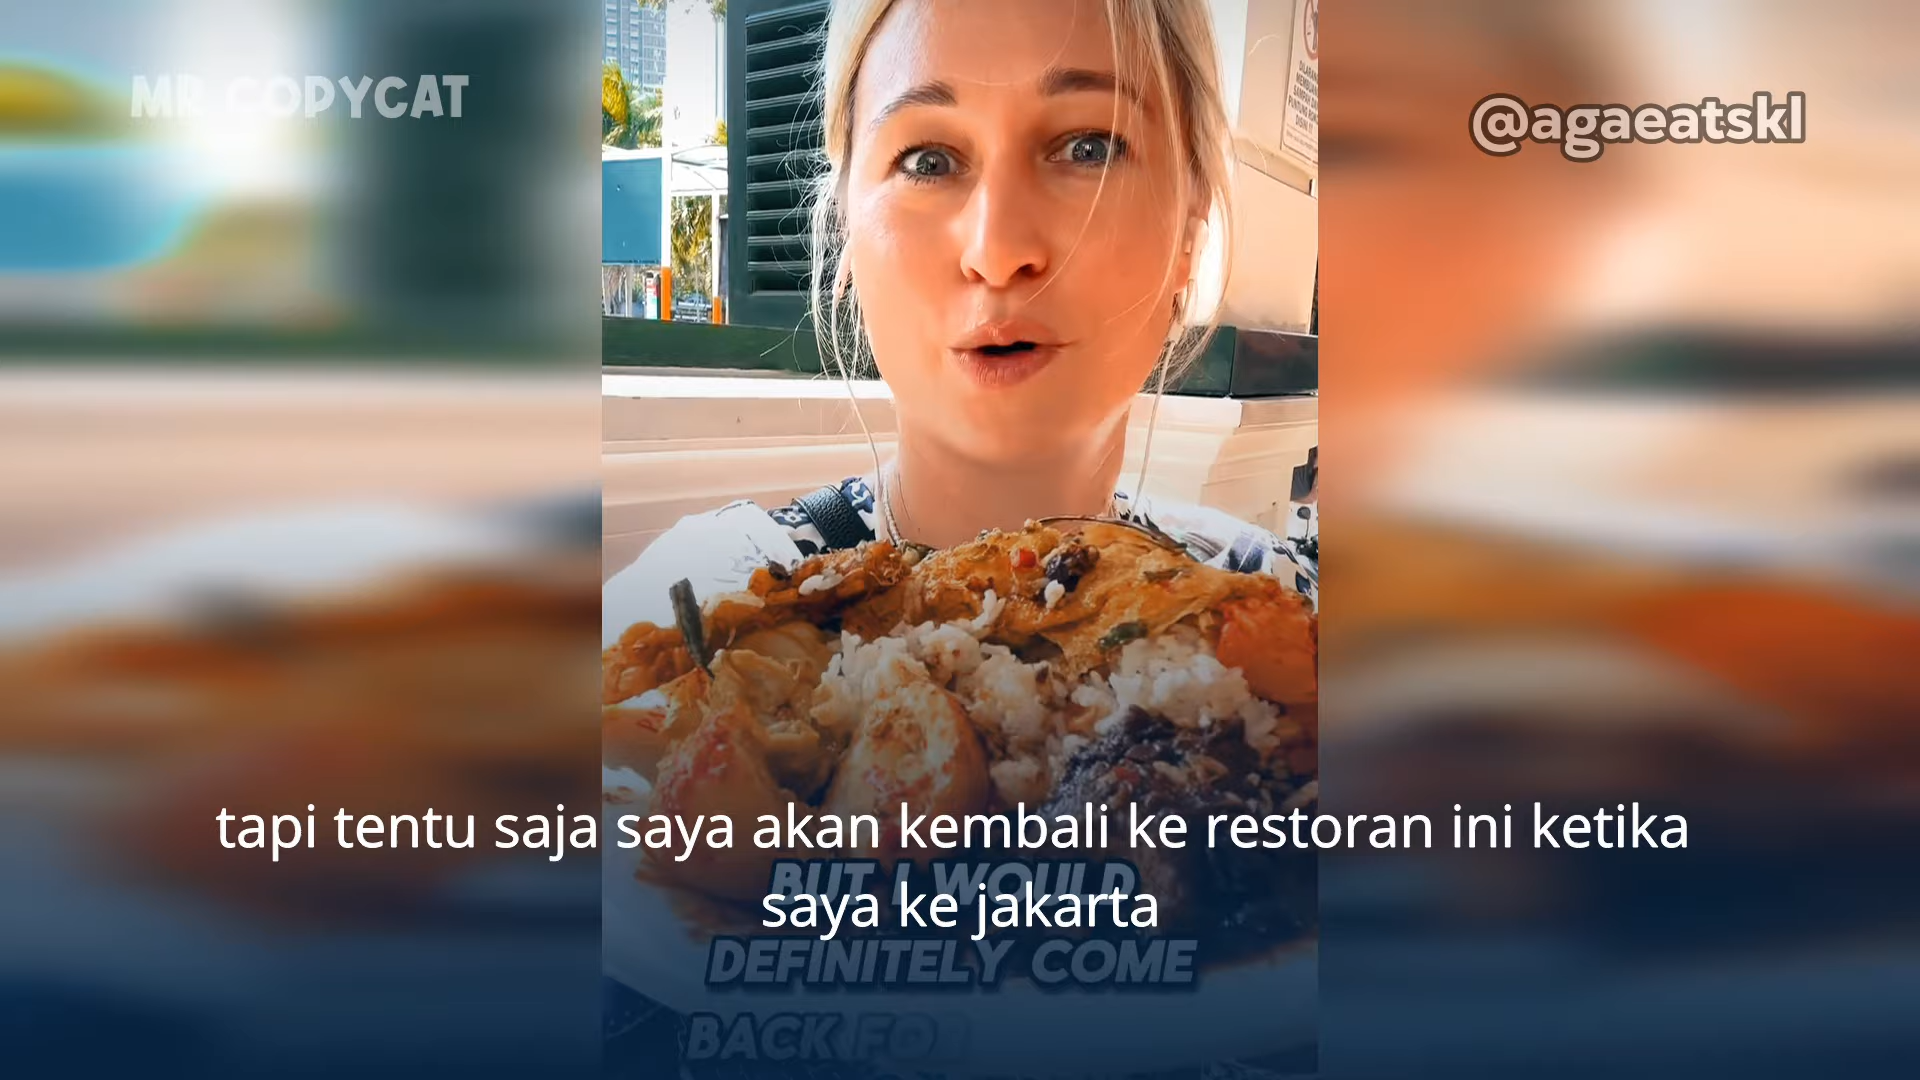 MR COPYCAT
@agaeatskl
tapi tentu saja saya akan kembali ke restoran ini ketika
saya ke jakarta
BUT I WOULD
DEFINITELY COME
BACK FOR